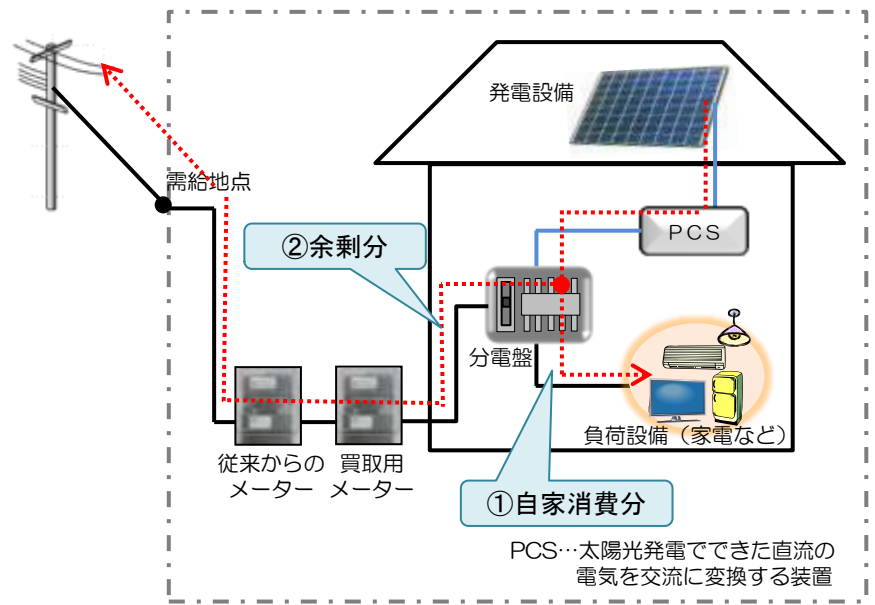 発電設備
需給地点
PCS
②余剰分
分電盤
負荷設備（家電など）
従来からの
メーター
買取用
メーター
①自家消費分
PCS…太陽光発電でできた直流の
電気を交流に変換する装置